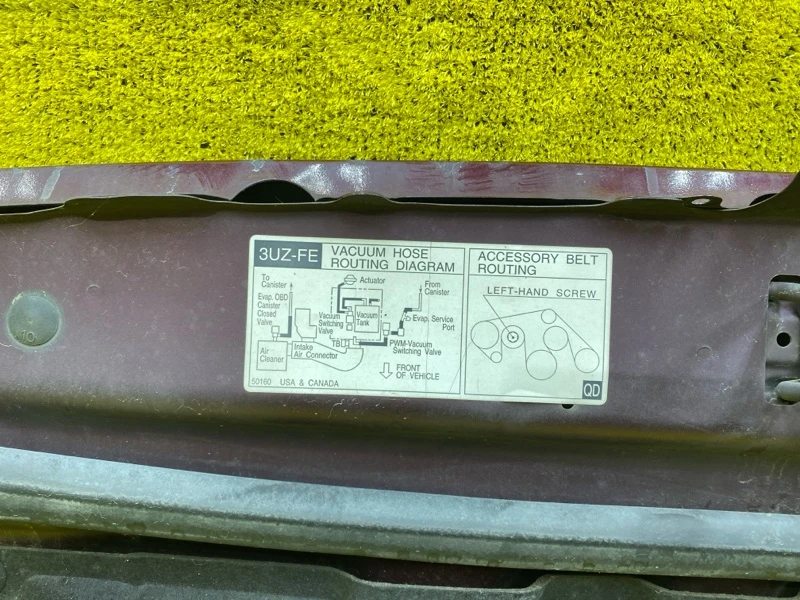 3UZ-FE
VACUUM HOSE
ROUTING DIAGRAM
To
Canister
Actuator
From
Canister
Evap. OBD
Canister
Closed
Valve
Vacuum
Switching
Valve
Vacuum
Tank
Evap. Service
Port
TB
PWM-Vacuum
Switching Valve
Air
Cleaner
Intake
Air Connector
FRONT
OF VEHICLE
50160 USA & CANADA
ACCESSORY BELT
ROUTING
LEFT-HAND SCREW
QD